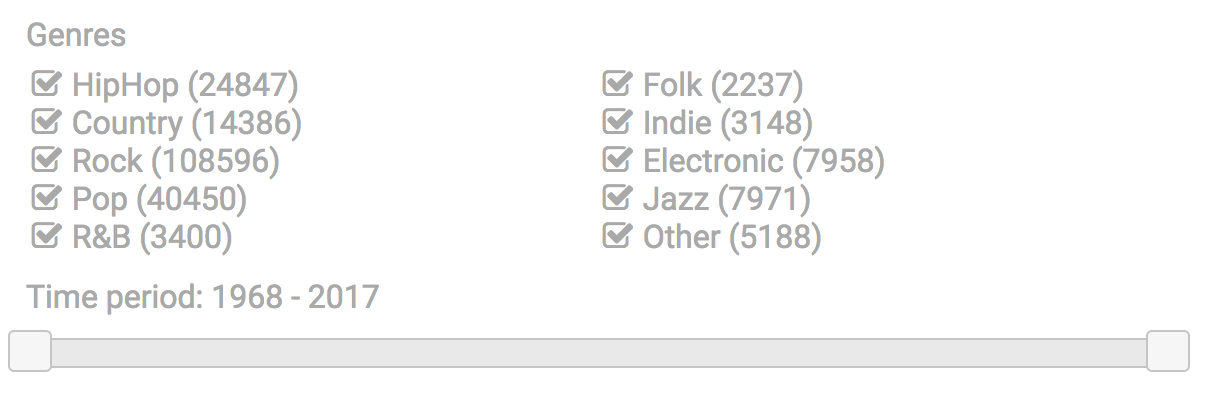 Genres
HipHop (24847)
Country (14386)
Rock (108596)
Pop (40450)
R&B (3400)
Folk (2237)
Indie (3148)
Electronic (7958)
Jazz (7971)
Other (5188)
Time period: 1968 - 2017